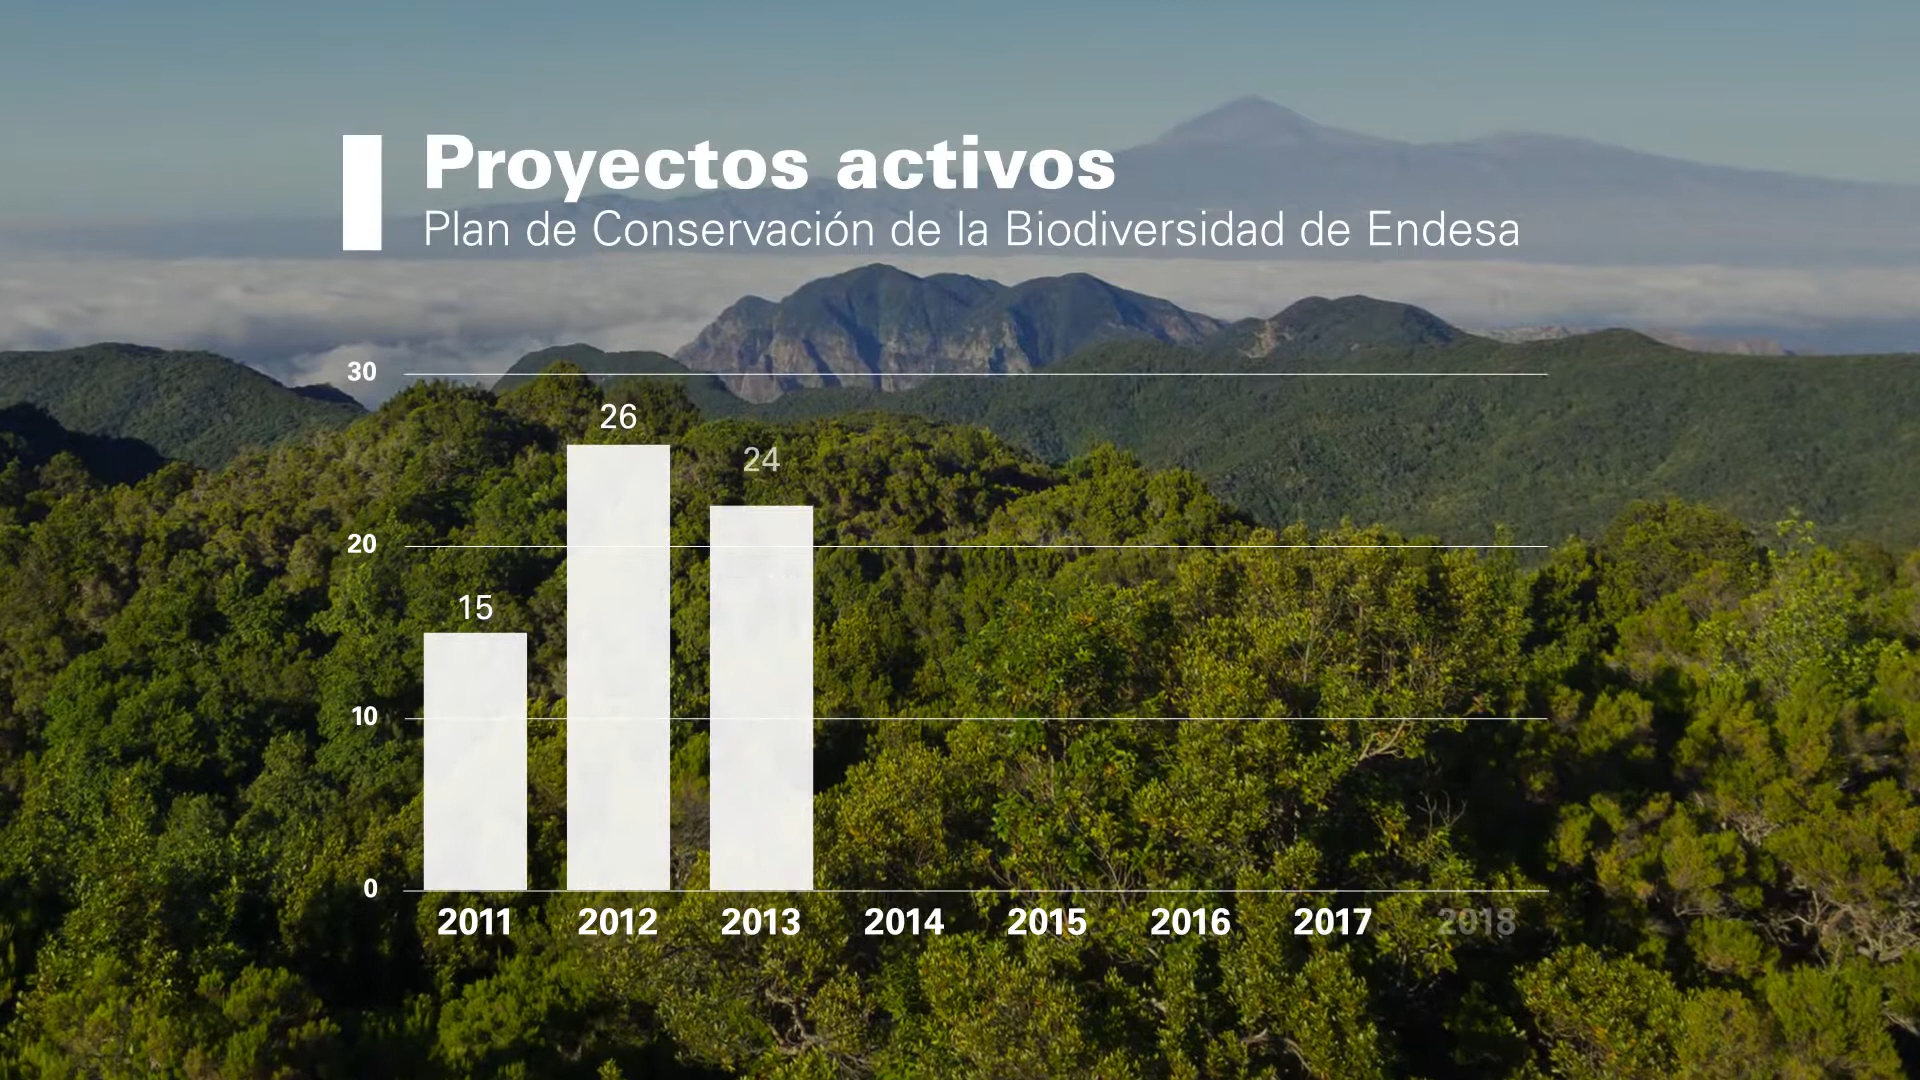 Proyectos activos
Plan de Conservación de la Biodiversidad de Endesa
30
26
24
20
15
10
0
2011 2012 2013 2014 2015 2016 2017 2018